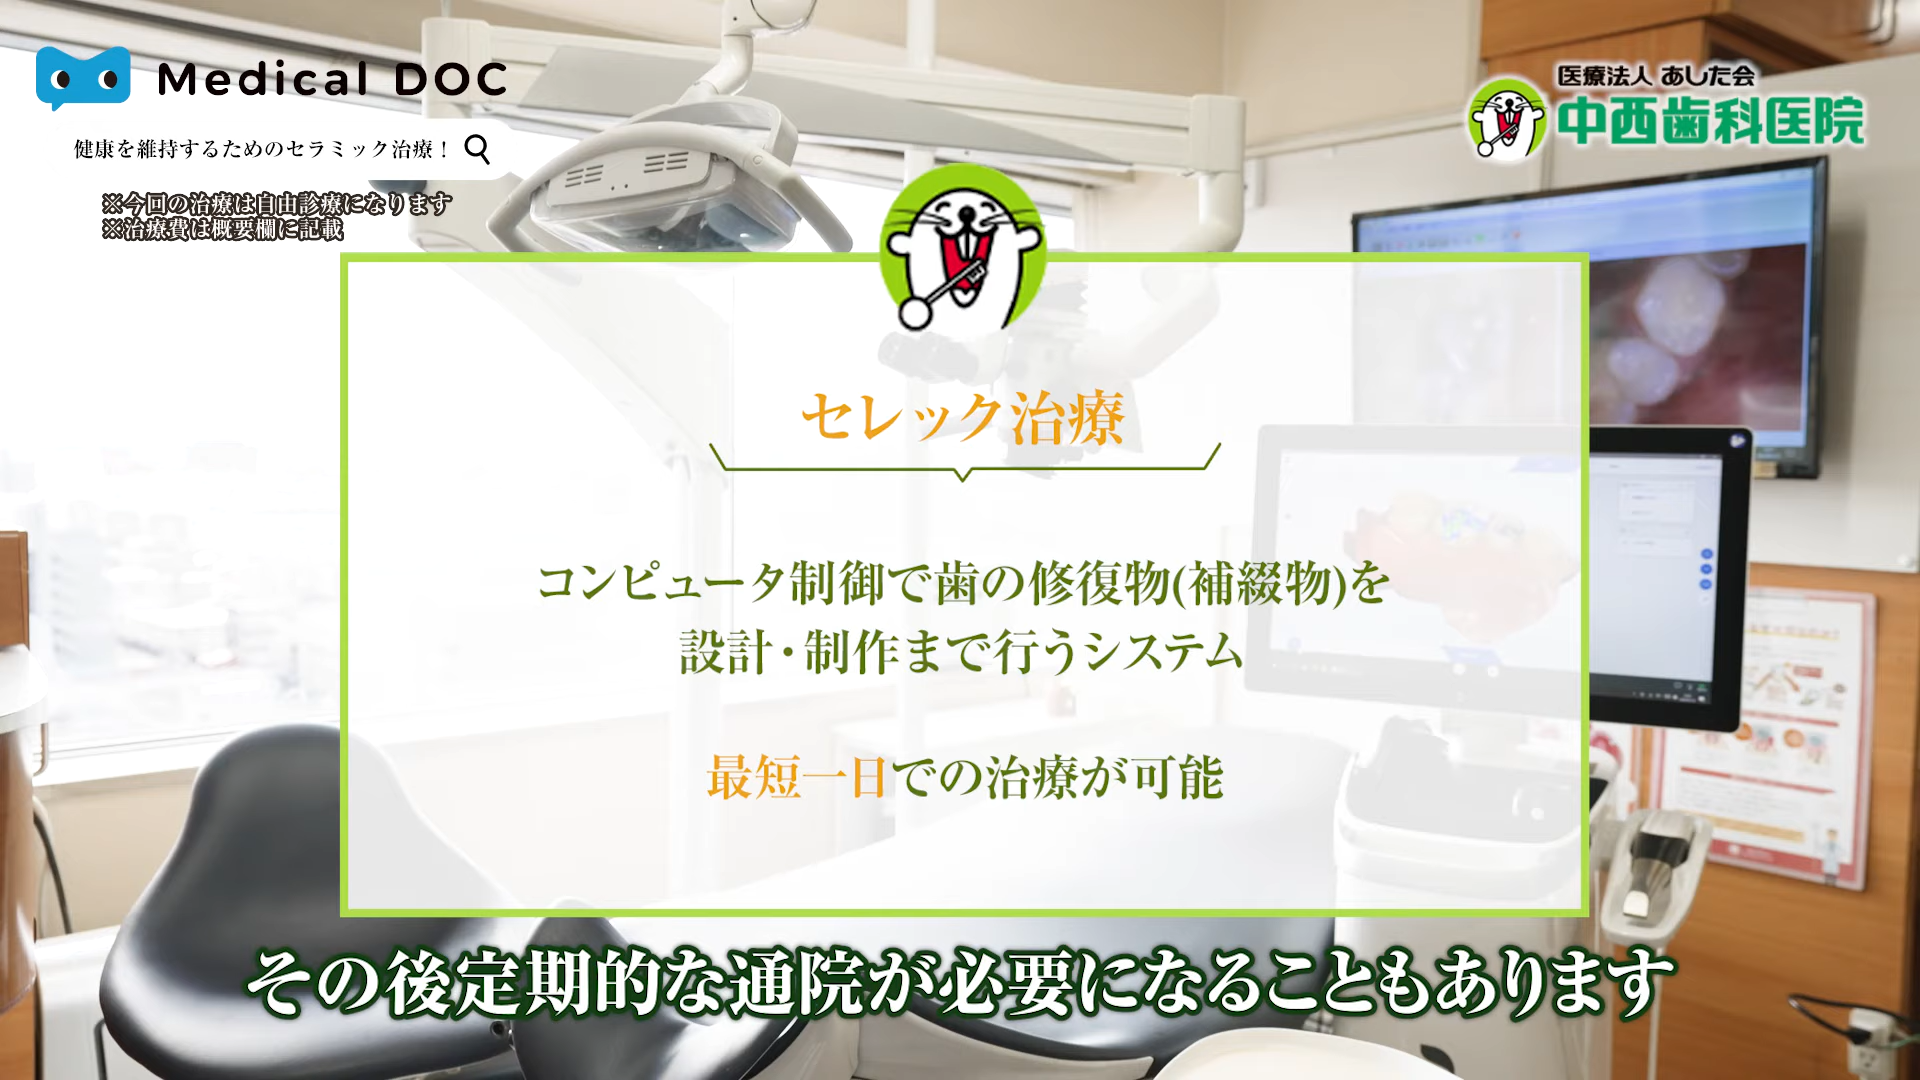 Medical DOC
健康を維持するためのセラミック治療！
※今回の治療は自由診療になります
※治療費は概要欄に記載
医療法人 あした会
中西歯科医院
セレック治療
コンピュータ制御で歯の修復物(補綴物)を
設計・制作まで行うシステム
最短一日での治療が可能
その後定期的な通院が必要になることもあります